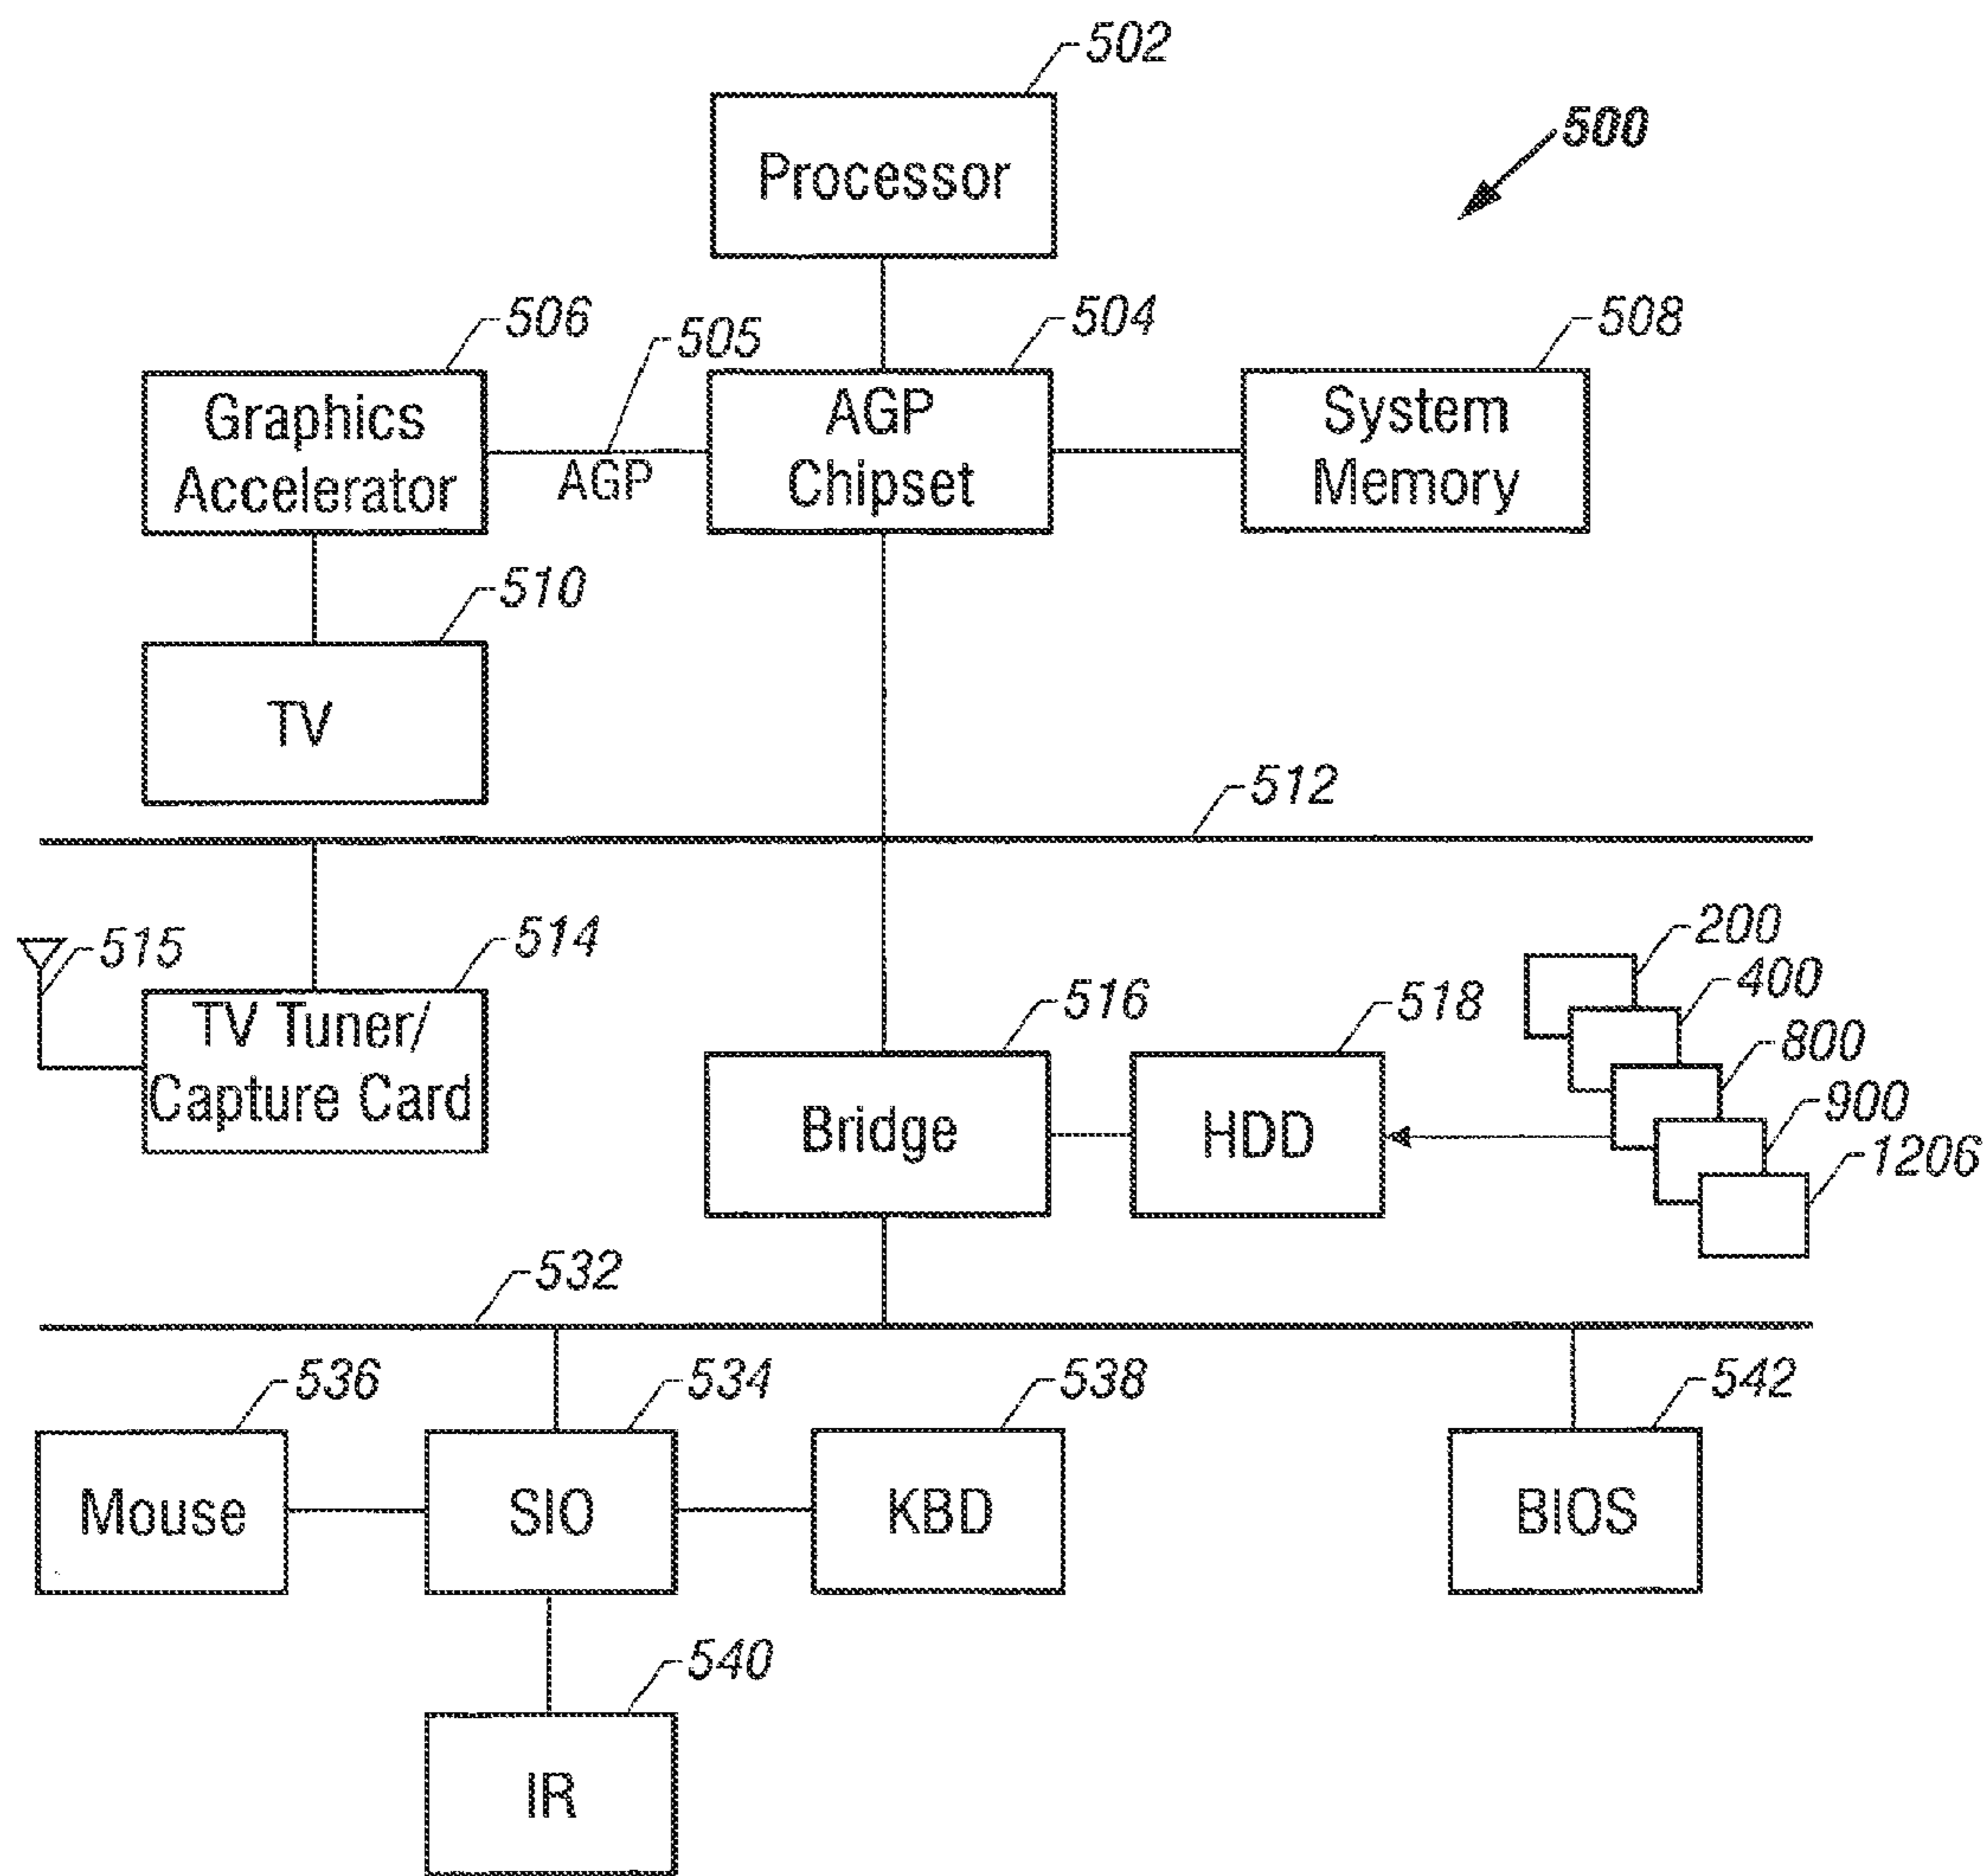 502
Processor
500
506
505
504
508
Graphics
Accelerator
AGP
AGP
Chipset
System
Memory
510
TV
512
515
514
TV Tuner/
Capture Card
516
Bridge
518
HDD
200
400
800
900
1206
532
536
Mouse
534
SIO
538
KBD
542
BIOS
540
IR